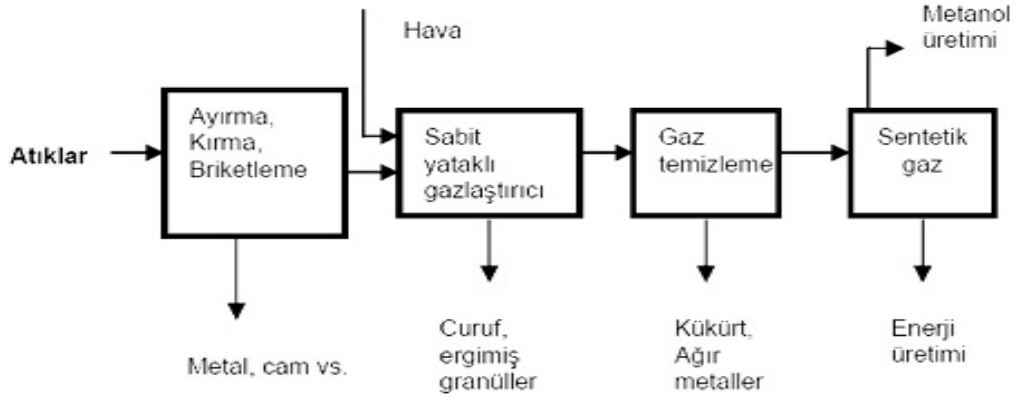 Atıklar
Ayırma,
Kırma,
Briketleme
Metal, cam vs.
Hava
Sabit
yataklı
gazlaştırıcı
Curuf,
ergimiş
granüller
Gaz
temizleme
Kükürt,
Ağır
metaller
Sentetik
gaz
Metanol
üretimi
Enerji
üretimi